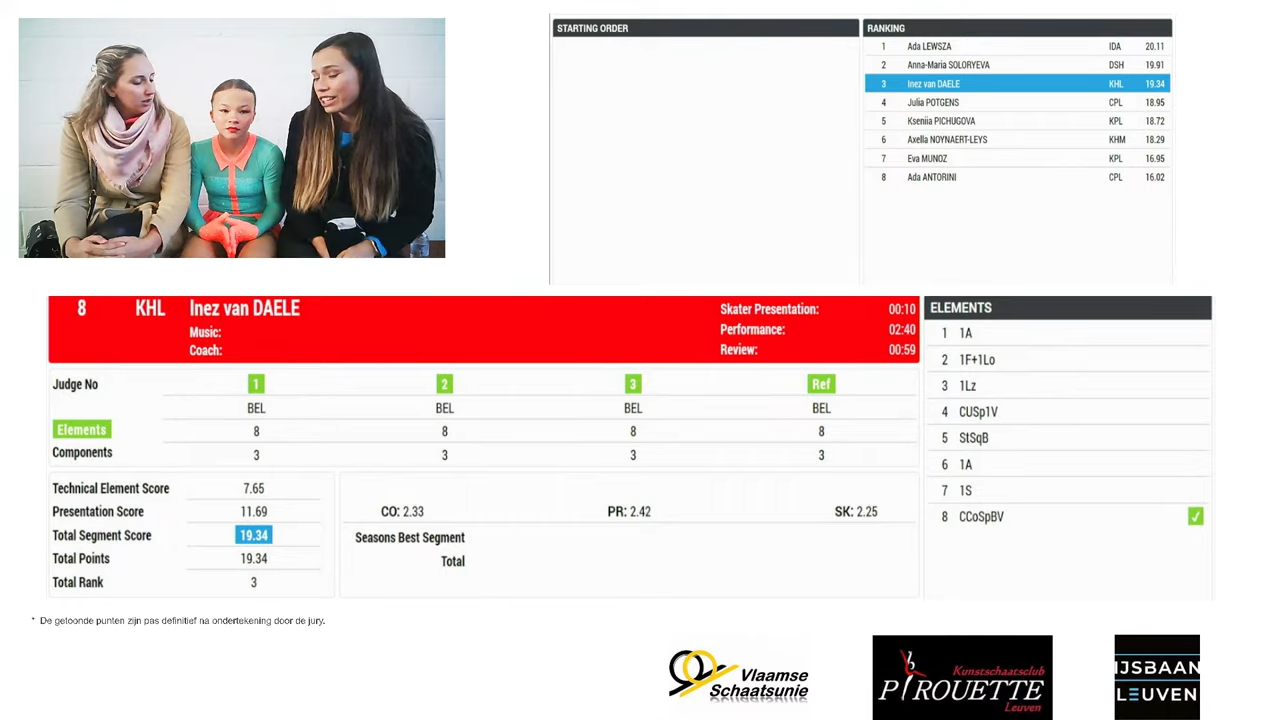 STARTING ORDER
RANKING
1 Ada LEWSZA IDA 20.11
2 Anna-Maria SOLORYEVA DSH 19.91
3 Inez van DAELE KHL 19.34
4 Julia POTGENS CPL 18.95
5 Kseniia PICHUGOVA KPL 18.72
6 Axella NOYNAERT-LEYS KHM 18.29
7 Eva MUNOZ KPL 16.95
8 Ada ANTORINI CPL 16.02
8 KHL Inez van DAELE
Music:
Coach:
Skater Presentation: 00:10
Performance: 02:40
Review: 00:59
Judge No 1 2 3 Ref
BEL BEL BEL BEL
Elements 8 8 8 8
Components 3 3 3 3
Technical Element Score 7.65
Presentation Score 11.69
Total Segment Score 19.34
Total Points 19.34
Total Rank 3
CO: 2.33 PR: 2.42 SK: 2.25
Seasons Best Segment
Total
ELEMENTS
1 1A
2 1F+1Lo
3 1Lz
4 CUSp1V
5 StSqB
6 1A
7 1S
8 CCoSpBV
* De getoonde punten zijn pas definitief na ondertekening door de jury.
Vlaamse
Schaatsunie
Kunstschaatsclub
PIROUETTE
Leuven
IJSBAAN
LEUVEN